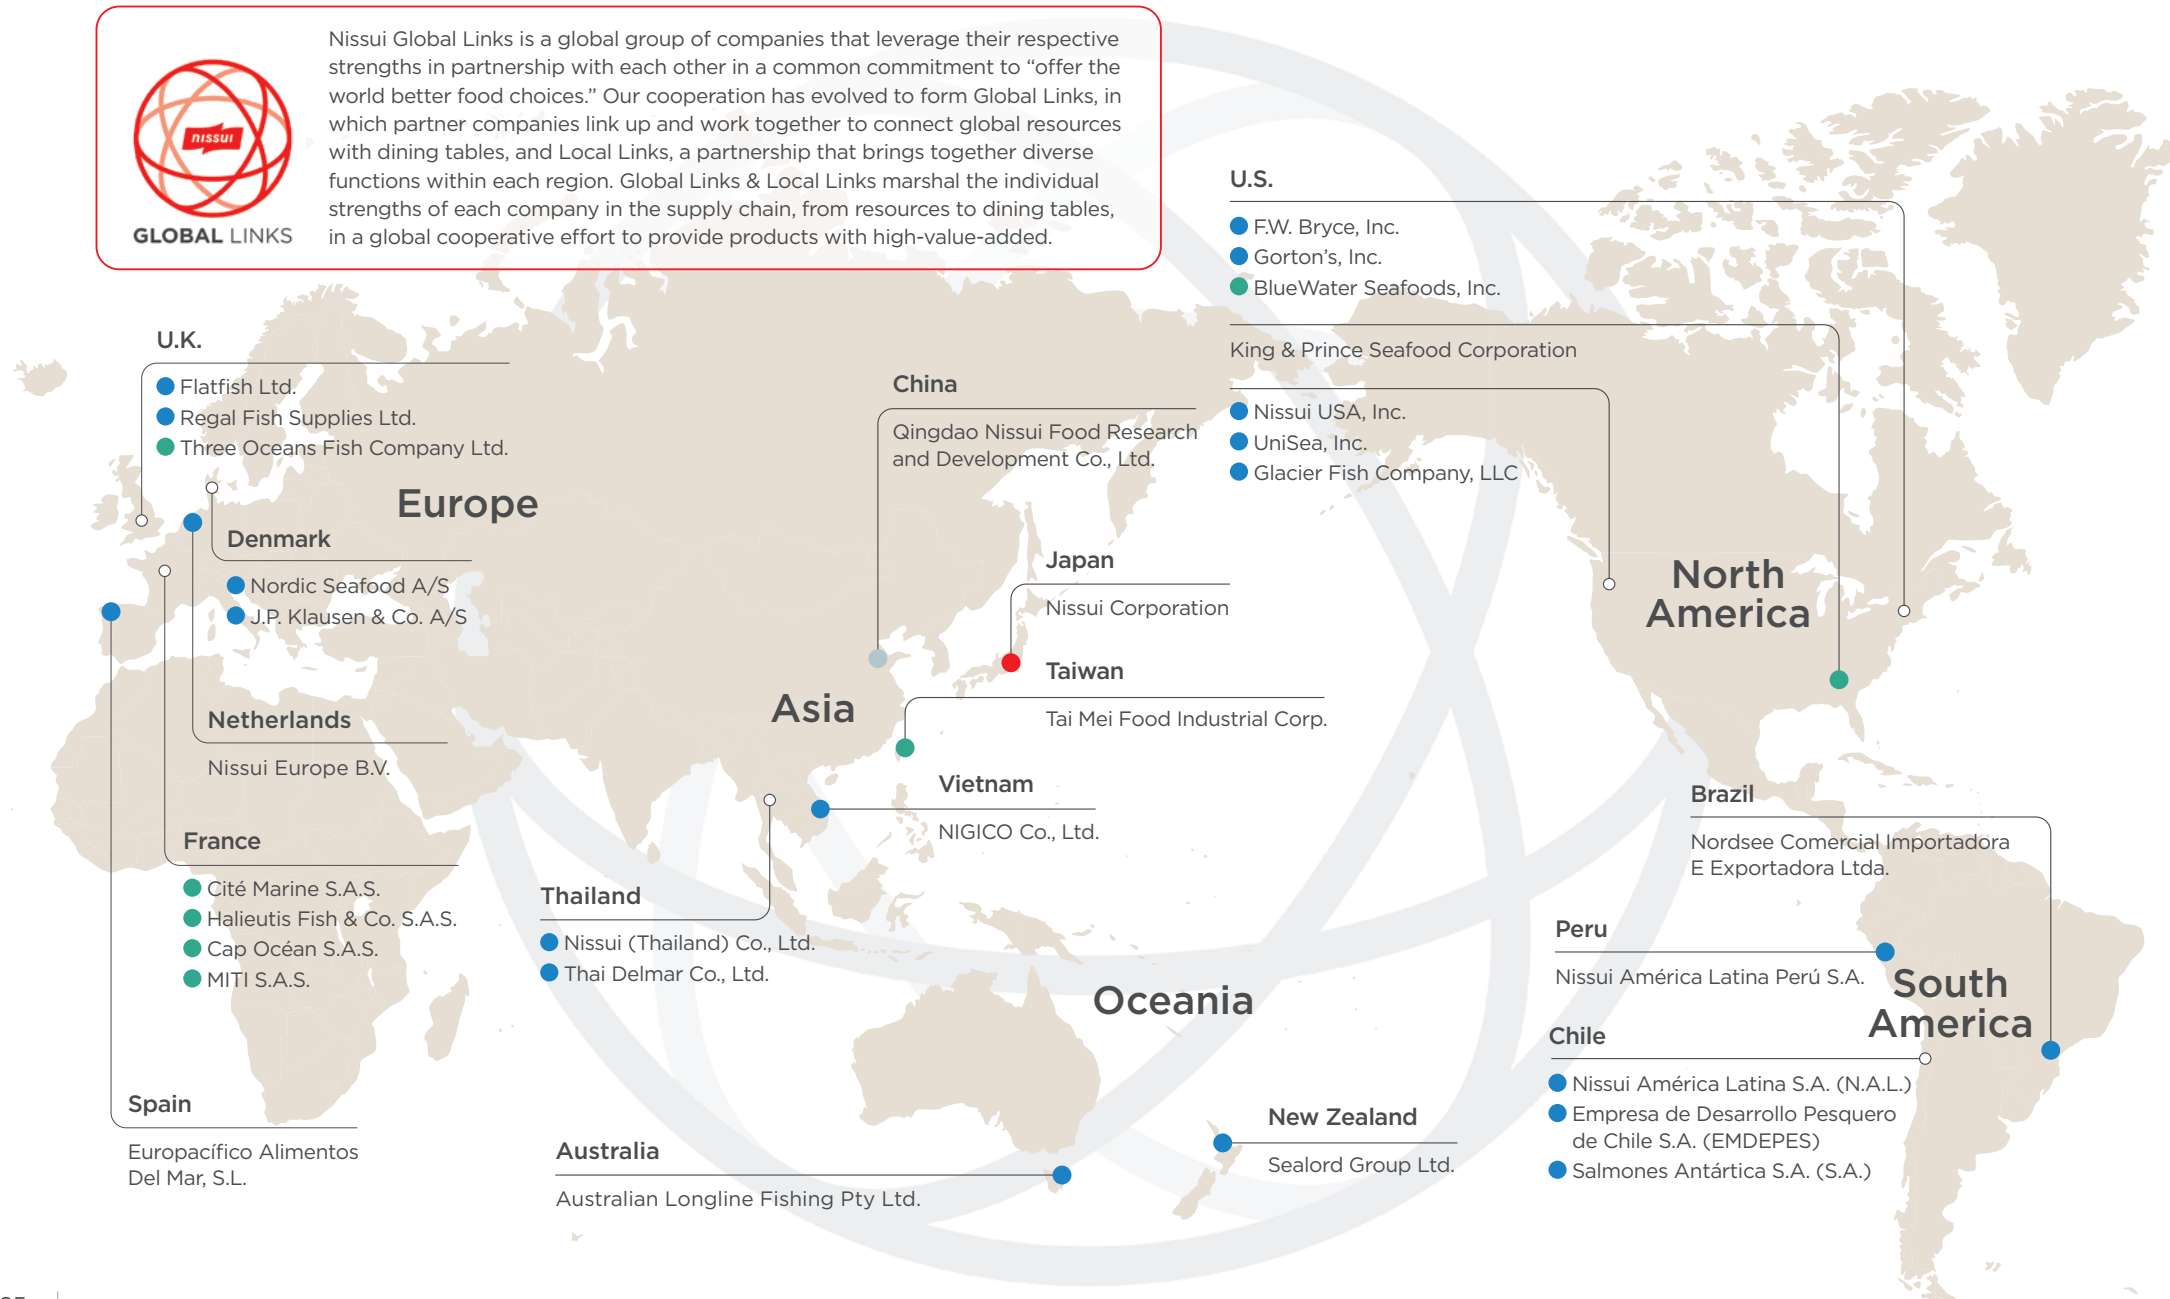 Nissui Global Links is a global group of companies that leverage their respective
strengths in partnership with each other in a common commitment to “offer the
world better food choices.” Our cooperation has evolved to form Global Links, in
which partner companies link up and work together to connect global resources
with dining tables, and Local Links, a partnership that brings together diverse
functions within each region. Global Links & Local Links marshal the individual
strengths of each company in the supply chain, from resources to dining tables,
in a global cooperative effort to provide products with high-value-added.
nissui
GLOBAL LINKS
U.K.
Flatfish Ltd.
Regal Fish Supplies Ltd.
Three Oceans Fish Company Ltd.
Europe
Denmark
Nordic Seafood A/S
J.P. Klausen & Co. A/S
Netherlands
Nissui Europe B.V.
France
Cité Marine S.A.S.
Halieutis Fish & Co. S.A.S.
Cap Océan S.A.S.
MITI S.A.S.
Spain
Europacífico Alimentos
Del Mar, S.L.
China
Qingdao Nissui Food Research
and Development Co., Ltd.
Japan
Nissui Corporation
Asia
Taiwan
Tai Mei Food Industrial Corp.
Vietnam
NIGICO Co., Ltd.
Thailand
Nissui (Thailand) Co., Ltd.
Thai Delmar Co., Ltd.
Oceania
Australia
Australian Longline Fishing Pty Ltd.
New Zealand
Sealord Group Ltd.
U.S.
F.W. Bryce, Inc.
Gorton’s, Inc.
BlueWater Seafoods, Inc.
King & Prince Seafood Corporation
Nissui USA, Inc.
UniSea, Inc.
Glacier Fish Company, LLC
North
America
Brazil
Nordsee Comercial Importadora
E Exportadora Ltda.
Peru
Nissui América Latina Perú S.A.
South
America
Chile
Nissui América Latina S.A. (N.A.L.)
Empresa de Desarrollo Pesquero
de Chile S.A. (EMDEPES)
Salmones Antártica S.A. (S.A.)